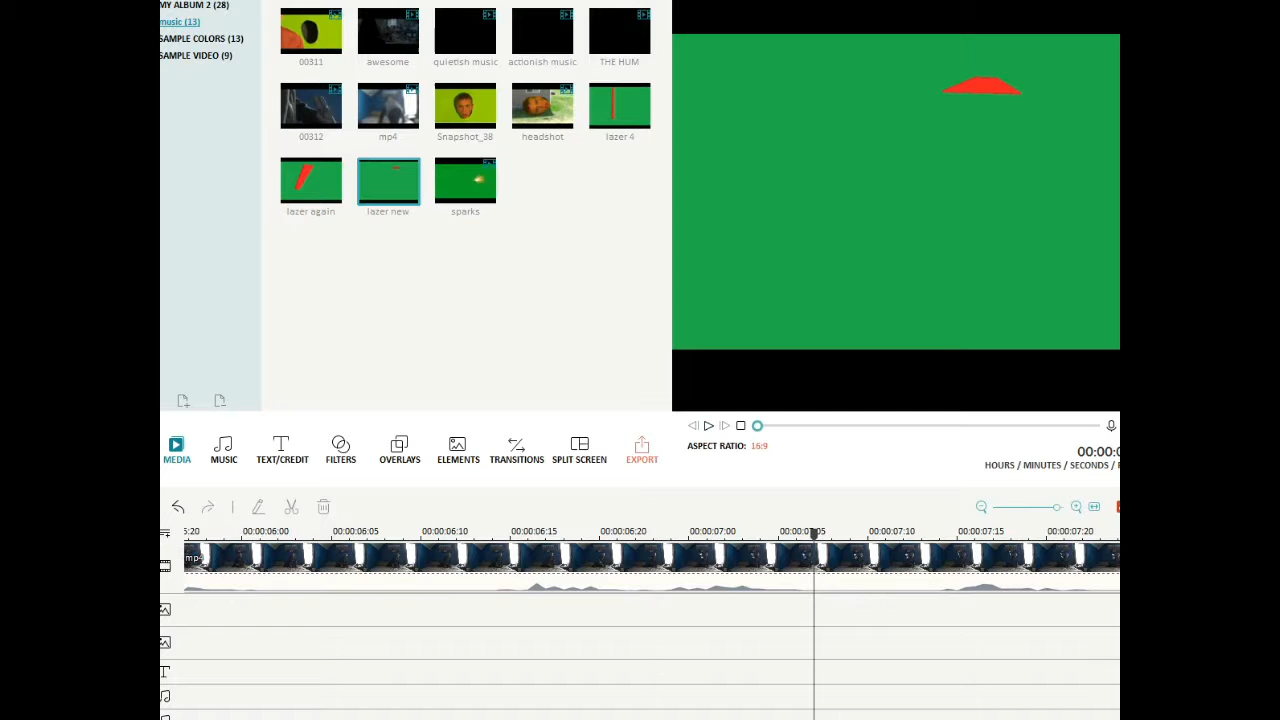 MY ALBUM 2 (28)
music (13)
SAMPLE COLORS (13)
SAMPLE VIDEO (9)
00311
awesome
quietish music
actionish music
THE HUM
00312
mp4
Snapshot_38
headshot
lazer 4
lazer again
lazer new
sparks
ASPECT RATIO: 16:9
00:00:0
HOURS / MINUTES / SECONDS /
MEDIA
MUSIC
TEXT/CREDIT
FILTERS
OVERLAYS
ELEMENTS
TRANSITIONS
SPLIT SCREEN
EXPORT
5:20
00:00:06:00
00:00:06:05
00:00:06:10
00:00:06:15
00:00:06:20
00:00:07:00
00:00:07:05
00:00:07:10
00:00:07:15
00:00:07:20
mp4